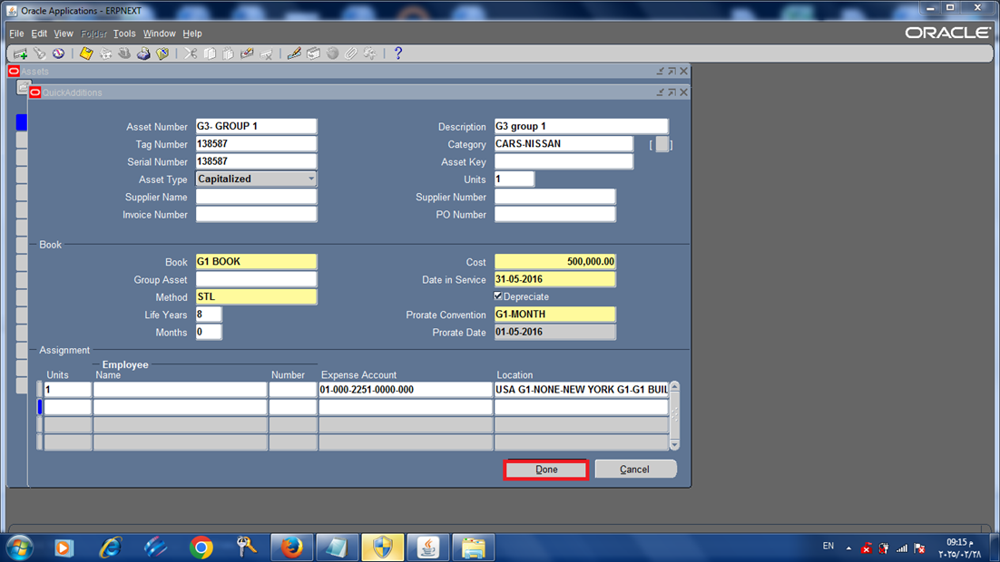 Oracle Applications - ERPNEXT
File Edit View Folder Tools Window Help
ORACLE
Assets
QuickAdditions
Asset Number G3- GROUP 1 Description G3 group 1
Tag Number 138587 Category CARS-NISSAN [ ]
Serial Number 138587 Asset Key
Asset Type Capitalized Units 1
Supplier Name Supplier Number
Invoice Number PO Number
Book
Book G1 BOOK Cost 500,000.00
Group Asset Date in Service 31-05-2016
Method STL Depreciate
Life Years 8 Prorate Convention G1-MONTH
Months 0 Prorate Date 01-05-2016
Assignment
Employee
Units Name Number Expense Account Location
1 01-000-2251-0000-000 USA G1-NONE-NEW YORK G1-G1 BUIL
Done Cancel
EN 09:15 م
٢٠٢٥/٠٢/٢٨